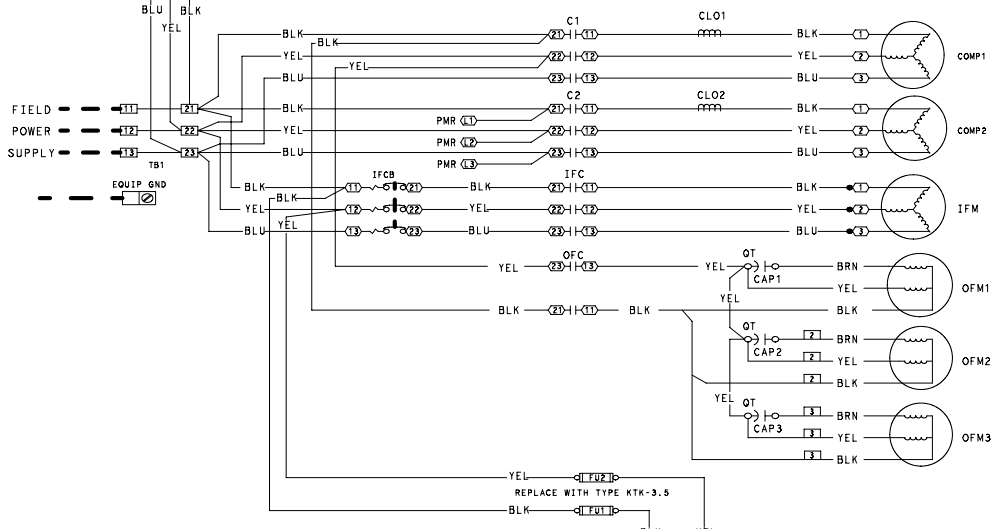 BLU BLK
YEL
C1 CLO1
BLK 21 11 BLK 1
BLK
YEL 22 12 YEL 2 COMP1
YEL
BLU 23 13 BLU 3
C2 CLO2
FIELD 11 21 BLK 21 11 BLK 1
PMR L1
POWER 12 22 YEL 22 12 YEL 2 COMP2
PMR L2
SUPPLY 13 23 BLU 23 13 BLU 3
TB1 PMR L3
IFCB IFC
EQUIP GND BLK 11 21 BLK 21 11 BLK 1
BLK
YEL 12 22 YEL 22 12 YEL 2 IFM
YEL
BLU 13 23 BLK 23 13 BLU 3
OFC QT
YEL 23 13 YEL BRN
CAP1
YEL OFM1
YEL
BLK 21 11 BLK BLK
QT
2 BRN
CAP2
2 YEL OFM2
2 BLK
YEL QT
3 BRN
CAP3
3 YEL OFM3
3 BLK
YEL FU2
REPLACE WITH TYPE KTK-3.5
BLK FU1